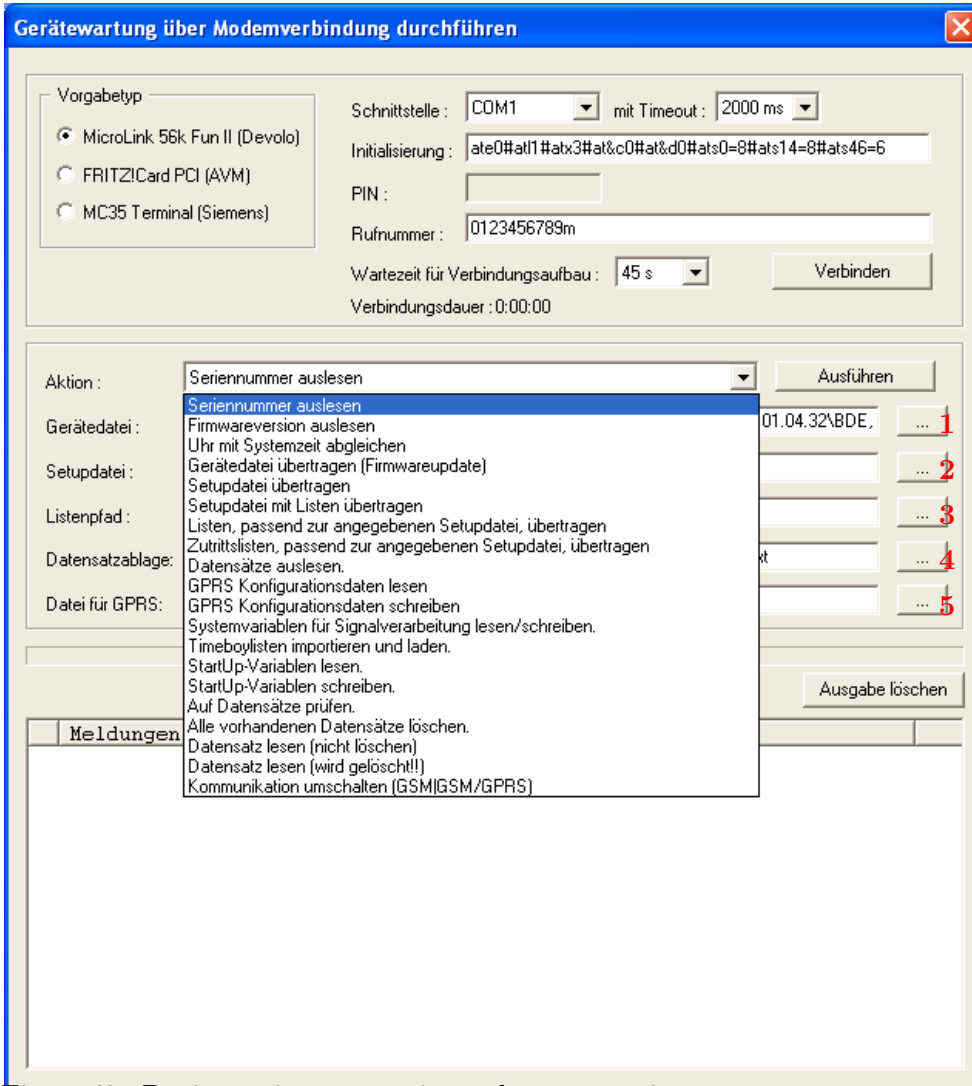 Gerätewartung über Modemverbindung durchführen
Vorgabetyp
MicroLink 56k Fun II (Devolo)
FRITZ!Card PCI (AVM)
MC35 Terminal (Siemens)
Schnittstelle : COM1 mit Timeout : 2000 ms
Initialisierung : ate0#atl1#atx3#at&c0#at&d0#ats0=8#ats14=8#ats46=6
PIN :
Rufnummer : 0123456789m
Wartezeit für Verbindungsaufbau : 45 s Verbinden
Verbindungsdauer : 0:00:00
Aktion : Seriennummer auslesen Ausführen
Gerätedatei : 01.04.32\BDE, ... 1
Setupdatei : ... 2
Listenpfad : ... 3
Datensatzablage: xt ... 4
Datei für GPRS: ... 5
Seriennummer auslesen
Firmwareversion auslesen
Uhr mit Systemzeit abgleichen
Gerätedatei übertragen (Firmwareupdate)
Setupdatei übertragen
Setupdatei mit Listen übertragen
Listen, passend zur angegebenen Setupdatei, übertragen
Zutrittslisten, passend zur angegebenen Setupdatei, übertragen
Datensätze auslesen.
GPRS Konfigurationsdaten lesen
GPRS Konfigurationsdaten schreiben
Systemvariablen für Signalverarbeitung lesen/schreiben.
Timeboylisten importieren und laden.
StartUp-Variablen lesen.
StartUp-Variablen schreiben.
Auf Datensätze prüfen.
Alle vorhandenen Datensätze löschen.
Datensatz lesen (nicht löschen)
Datensatz lesen (wird gelöscht!!)
Kommunikation umschalten (GSM|GSM/GPRS)
Ausgabe löschen
Meldungen